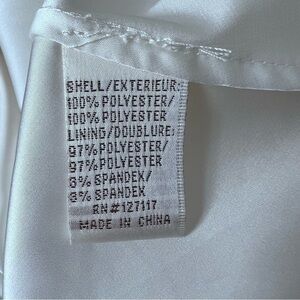 SHELL/EXTERIEUR:
100% POLYESTER/
100% POLYESTER
LINING/DOUBLURE:
97% POLYESTER/
97% POLYESTER
3% SPANDEX/
3% SPANDEX
RN#127117
MADE IN CHINA